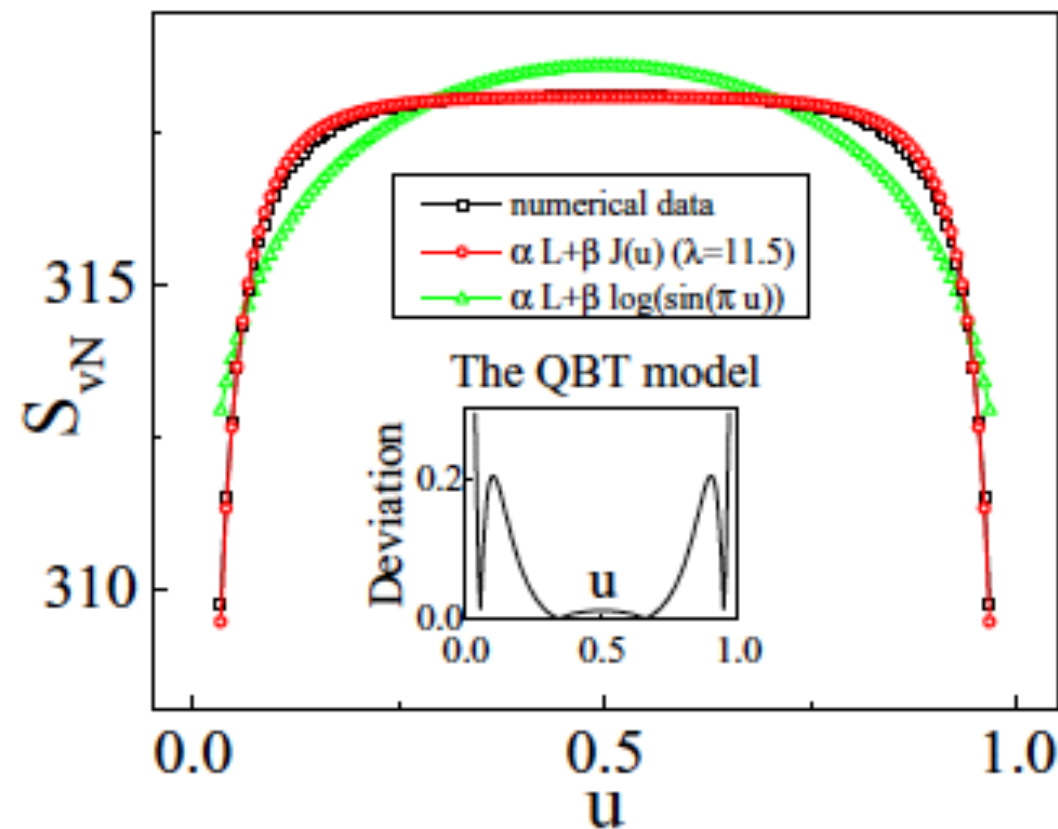 315
310
S_vN
numerical data
α L+β J(u) (λ=11.5)
α L+β log(sin(π u))
The QBT model
Deviation
0.2
0.0
u
0.0 0.5 1.0
0.0 0.5 1.0
u